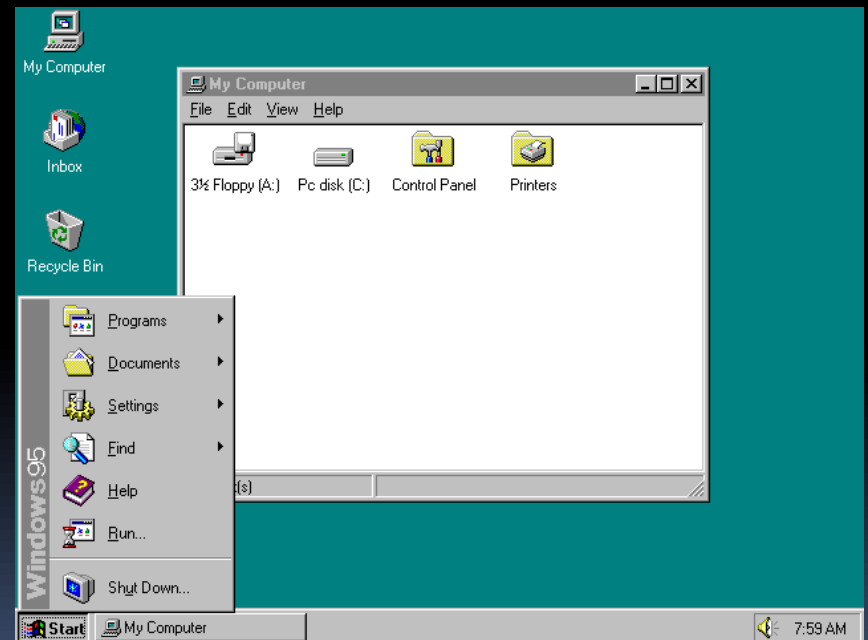 My Computer
Inbox
Recycle Bin
My Computer
File Edit View Help
3½ Floppy (A:) Pc disk (C:) Control Panel Printers
(s)
Programs
Documents
Settings
Find
Help
Run...
Shut Down...
Windows95
Start My Computer 7:59 AM